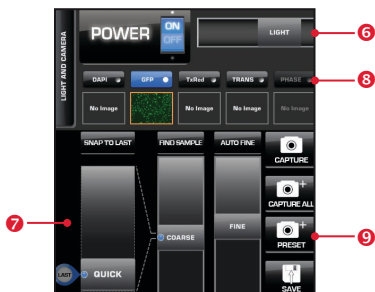 LIGHT AND CAMERA
POWER
ON
OFF
LIGHT
6
DAPI
GFP
TxRed
TRANS
PHASE
8
No Image
No Image
No Image
No Image
SNAP TO LAST
FIND SAMPLE
AUTO FINE
CAPTURE
CAPTURE ALL
7
COARSE
FINE
PRESET
9
LAST
QUICK
SAVE